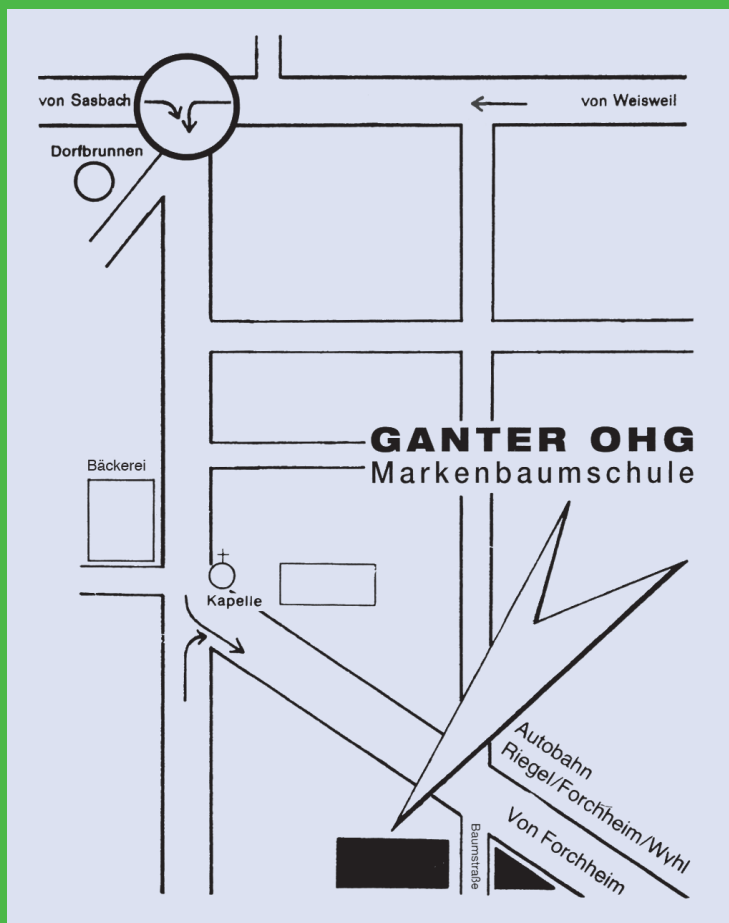 von Sasbach
von Weisweil
Dorfbrunnen
GANTER OHG
Markenbaumschule
Bäckerei
Kapelle
Autobahn
Riegel/Forchheim/Wyhl
Von Forchheim
Baumstraße